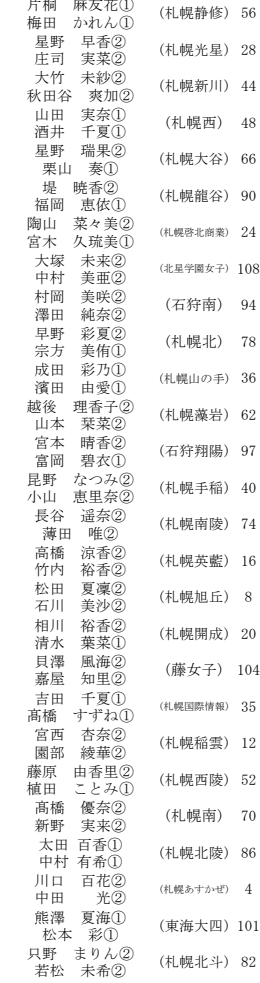 片桐 麻友花①
梅田 かれん① (札幌静修) 56
星野 早香②
庄司 実菜② (札幌光星) 28
大竹 未紗②
秋田谷 爽加② (札幌新川) 44
山田 実奈①
酒井 千夏① (札幌西) 48
星野 瑞果②
栗山 奏① (札幌大谷) 66
堤 暁香②
福岡 恵依① (札幌龍谷) 90
陶山 菜々美②
宮木 久琉美① (札幌啓北商業) 24
大塚 未来②
中村 美亜② (北星学園女子) 108
村岡 美咲②
澤田 純奈② (石狩南) 94
早野 彩夏②
宗方 美侑① (札幌北) 78
成田 彩乃①
濱田 由愛① (札幌山の手) 36
越後 理香子②
山本 栞菜② (札幌藻岩) 62
宮本 晴香②
富岡 碧衣① (石狩翔陽) 97
昆野 なつみ②
小山 恵里奈② (札幌手稲) 40
長谷 遥奈②
薄田 唯② (札幌南陵) 74
高橋 涼香②
竹内 裕香② (札幌英藍) 16
松田 夏凜②
石川 美沙② (札幌旭丘) 8
相川 裕香②
清水 葉菜① (札幌開成) 20
貝澤 風海②
嘉屋 知里② (藤女子) 104
吉田 千夏①
髙橋 すずね① (札幌国際情報) 35
宮西 杏奈②
園部 綾華② (札幌稲雲) 12
藤原 由香里②
植田 ことみ① (札幌西陵) 52
髙橋 優奈②
新野 実来② (札幌南) 70
太田 百香①
中村 有希① (札幌北陵) 86
川口 百花②
中田 光② (札幌あすかぜ) 4
熊澤 夏海①
松本 彩① (東海大四) 101
只野 まりん②
若松 未希② (札幌北斗) 82